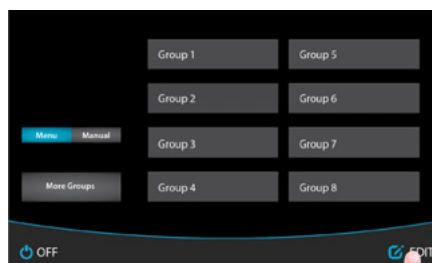 Group 1 Group 5
Group 2 Group 6
Menu Manual
Group 3 Group 7
More Groups
Group 4 Group 8
OFF EDIT